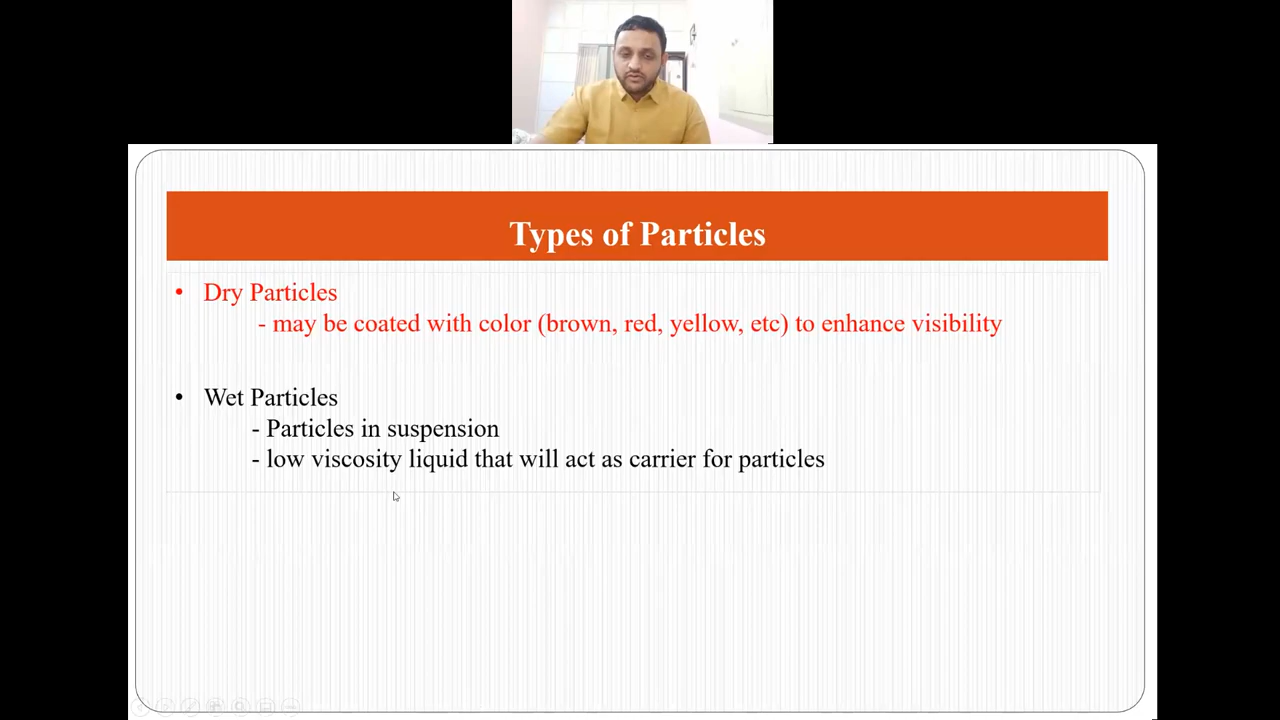 Types of Particles
• Dry Particles
- may be coated with color (brown, red, yellow, etc) to enhance visibility
• Wet Particles
- Particles in suspension
- low viscosity liquid that will act as carrier for particles